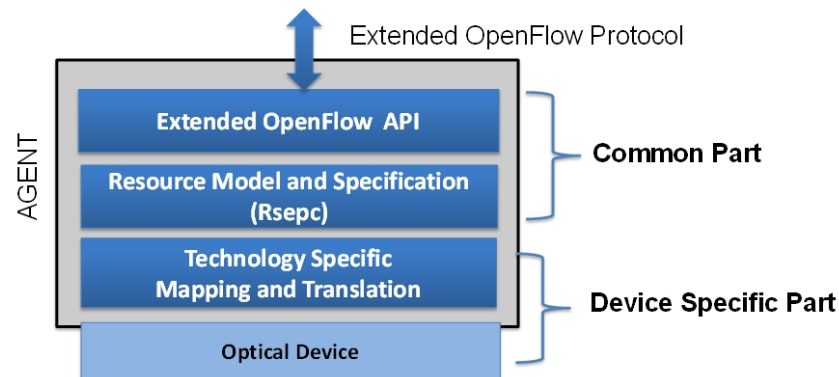 Extended OpenFlow Protocol
AGENT
Extended OpenFlow API
Resource Model and Specification
(Rsepc)
Common Part
Technology Specific
Mapping and Translation
Device Specific Part
Optical Device